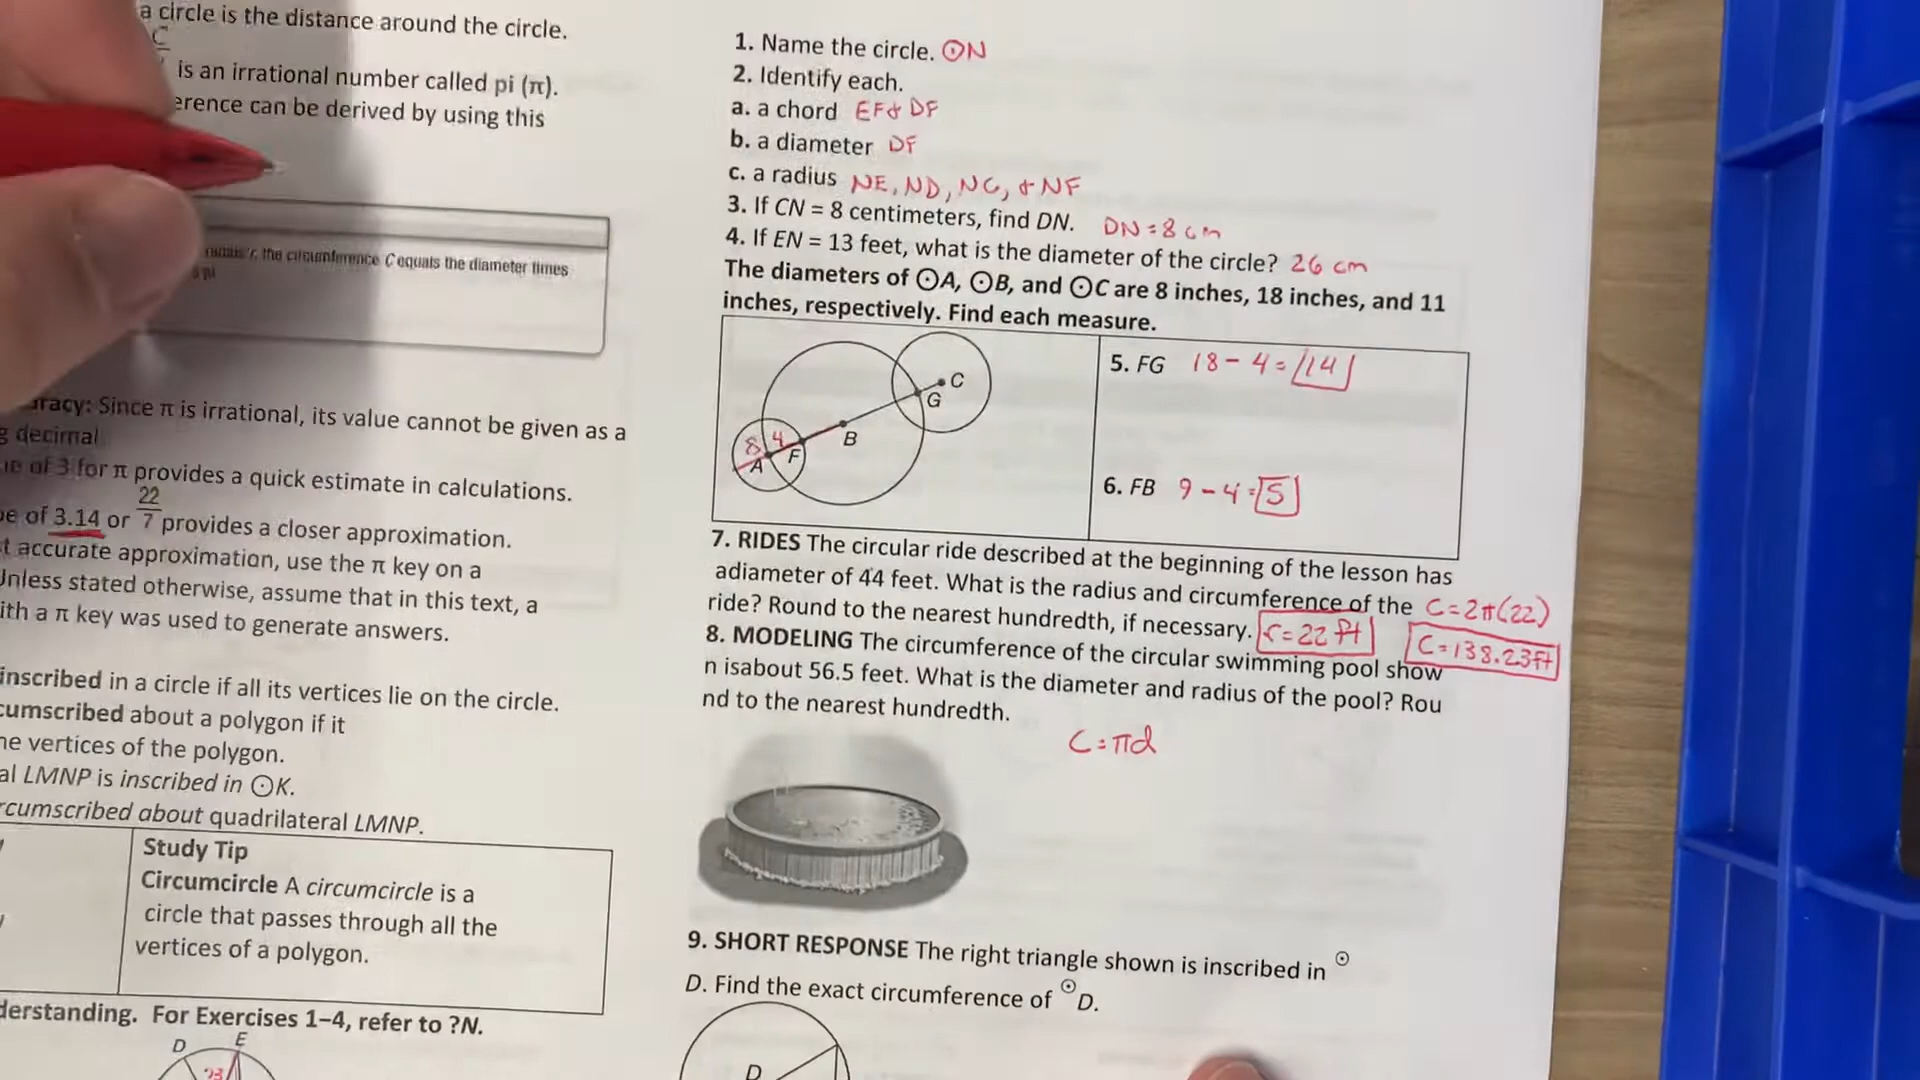 a circle is the distance around the circle.
C
is an irrational number called pi (π).
erence can be derived by using this
the circumference C equals the diameter times
racy: Since π is irrational, its value cannot be given as a
g decimal.
ue of 3 for π provides a quick estimate in calculations.
be of 3.14 or 22/7 provides a closer approximation.
t accurate approximation, use the π key on a
Unless stated otherwise, assume that in this text, a
ith a π key was used to generate answers.
inscribed in a circle if all its vertices lie on the circle.
cumscribed about a polygon if it
he vertices of the polygon.
al LMNP is inscribed in ⊙K.
rcumscribed about quadrilateral LMNP.
Study Tip
Circumcircle A circumcircle is a
circle that passes through all the
vertices of a polygon.
derstanding. For Exercises 1–4, refer to ?N.
D E
1. Name the circle. ⊙N
2. Identify each.
a. a chord EF & DF
b. a diameter DF
c. a radius NE, ND, NC, & NF
3. If CN = 8 centimeters, find DN. DN = 8 cm
4. If EN = 13 feet, what is the diameter of the circle? 26 cm
The diameters of ⊙A, ⊙B, and ⊙C are 8 inches, 18 inches, and 11
inches, respectively. Find each measure.
C
G
B
8 4
A F
5. FG 18 - 4 = 14
6. FB 9 - 4 = 5
7. RIDES The circular ride described at the beginning of the lesson has
adiameter of 44 feet. What is the radius and circumference of the C = 2π(22)
ride? Round to the nearest hundredth, if necessary. r = 22 ft C = 138.23ft
8. MODELING The circumference of the circular swimming pool show
n isabout 56.5 feet. What is the diameter and radius of the pool? Rou
nd to the nearest hundredth.
C = πd
9. SHORT RESPONSE The right triangle shown is inscribed in ⊙
D. Find the exact circumference of ⊙D.
D